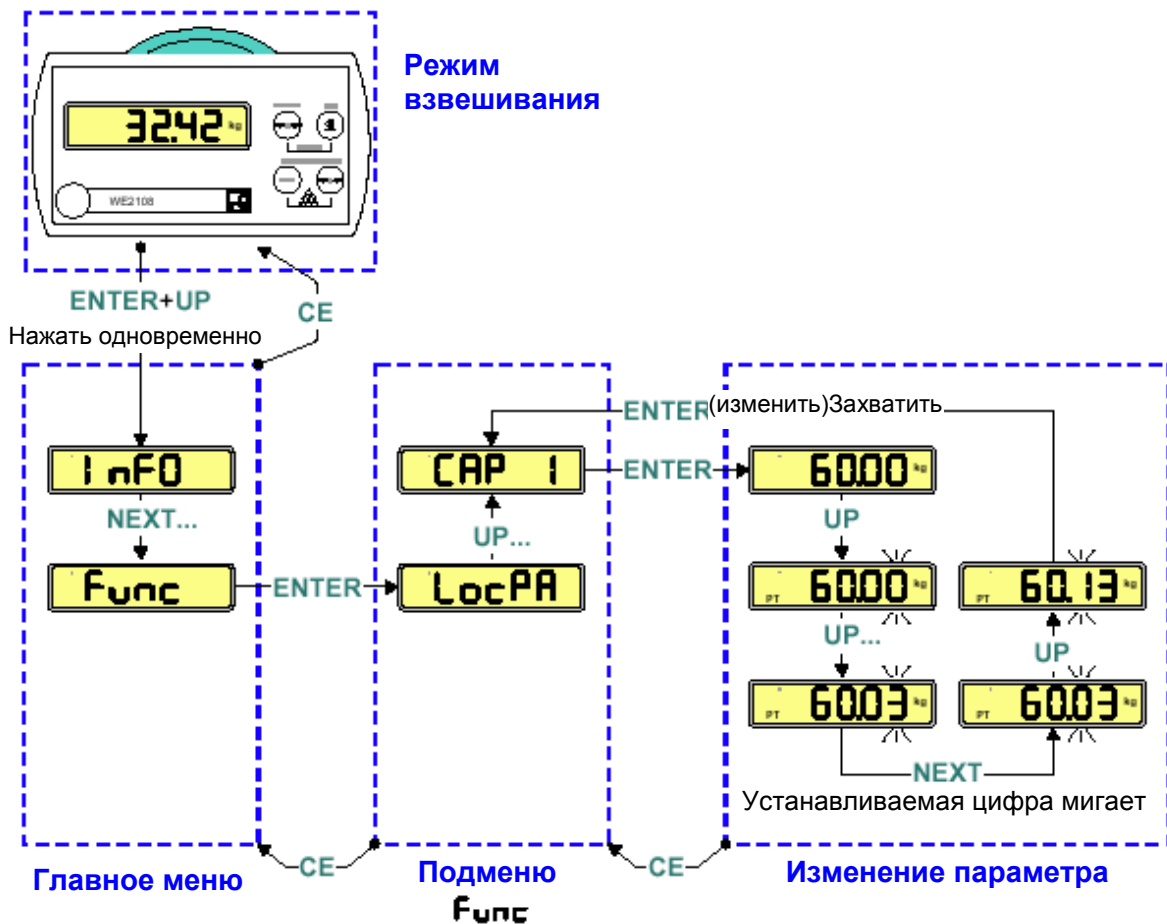 Режим
взвешивания
32.42 kg
WE2108
ENTER+UP
CE
Нажать одновременно
ENTER (изменить)Захватить
InFO
CAP 1
ENTER
60.00 kg
NEXT...
UP...
UP
Func
ENTER
LocPA
PT 60.00 kg
60.13 kg
PT
UP...
UP
PT 60.03 kg
PT 60.03 kg
NEXT
Устанавливаемая цифра мигает
CE
CE
Главное меню
Подменю
Func
Изменение параметра